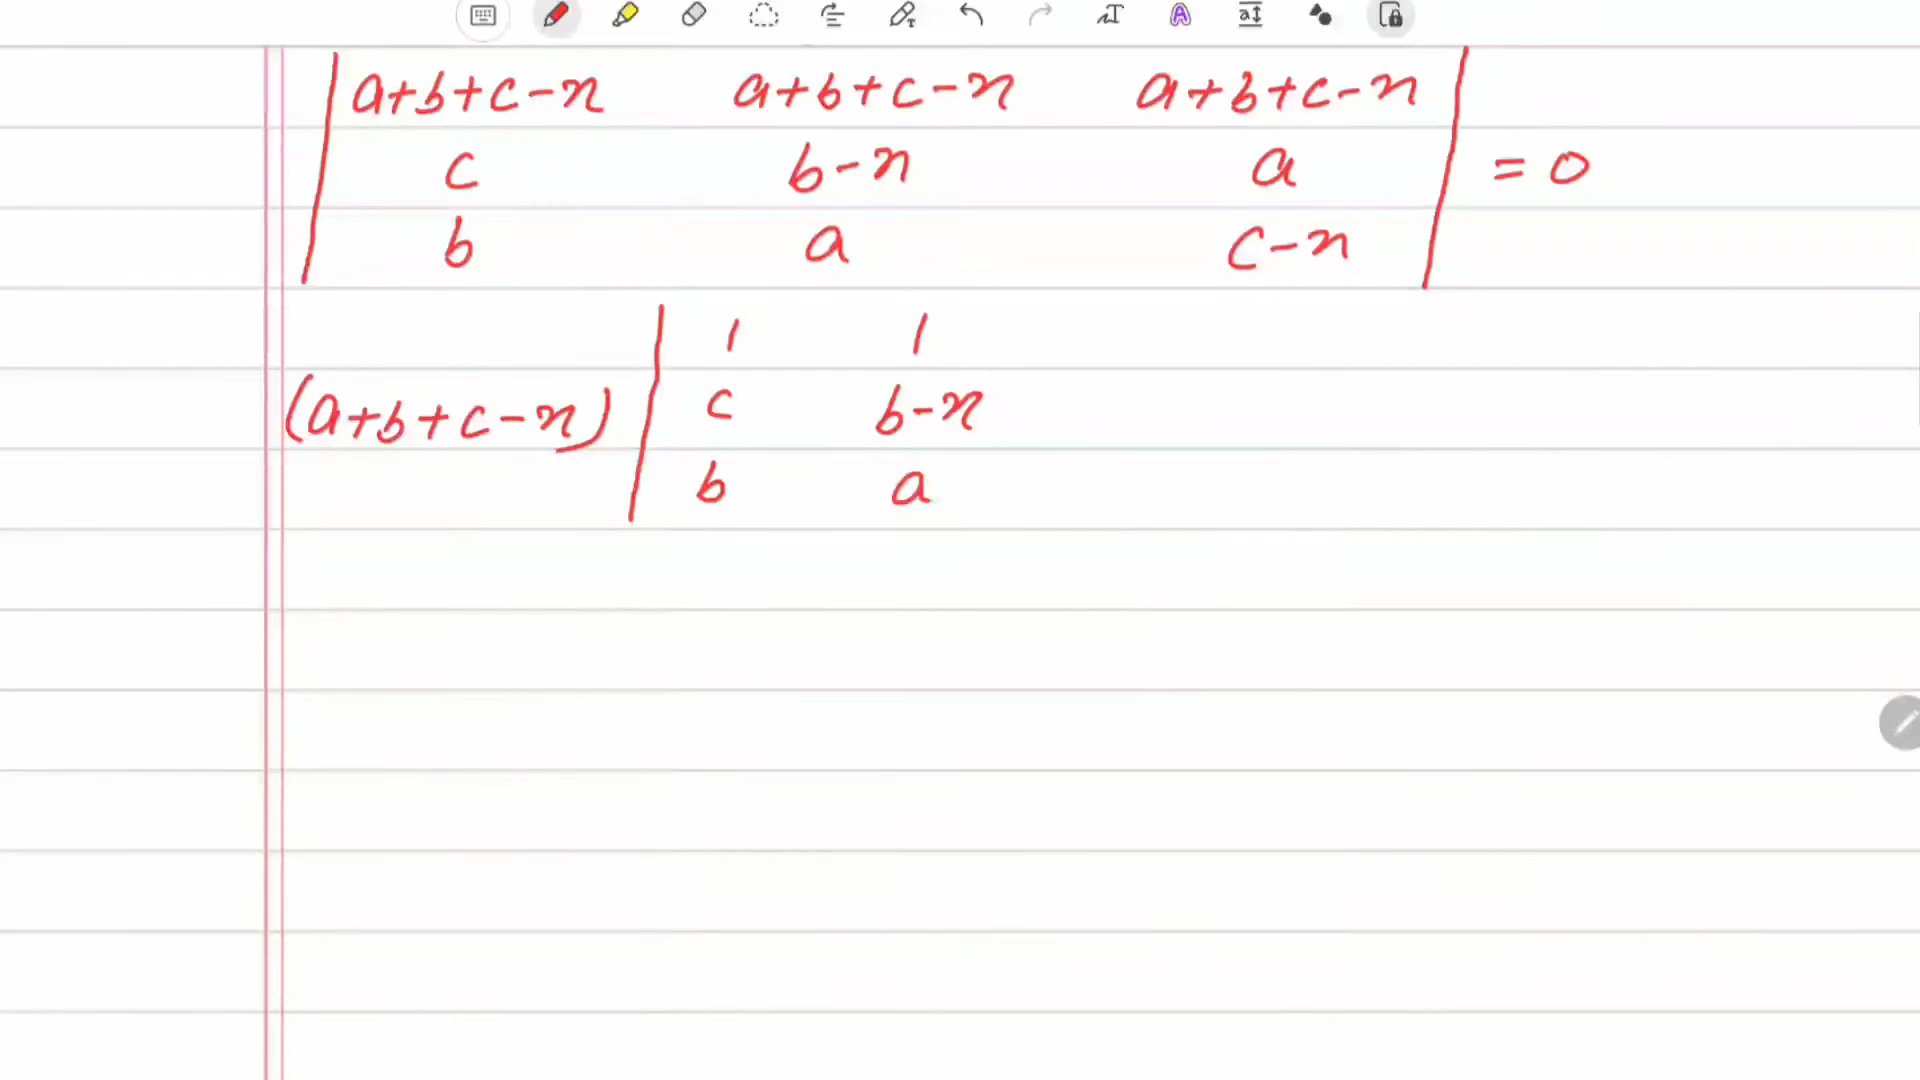 | a+b+c-x a+b+c-x a+b+c-x |
| c b-x a | = 0
| b a c-x |
| 1 1
(a+b+c-x) | c b-x
| b a